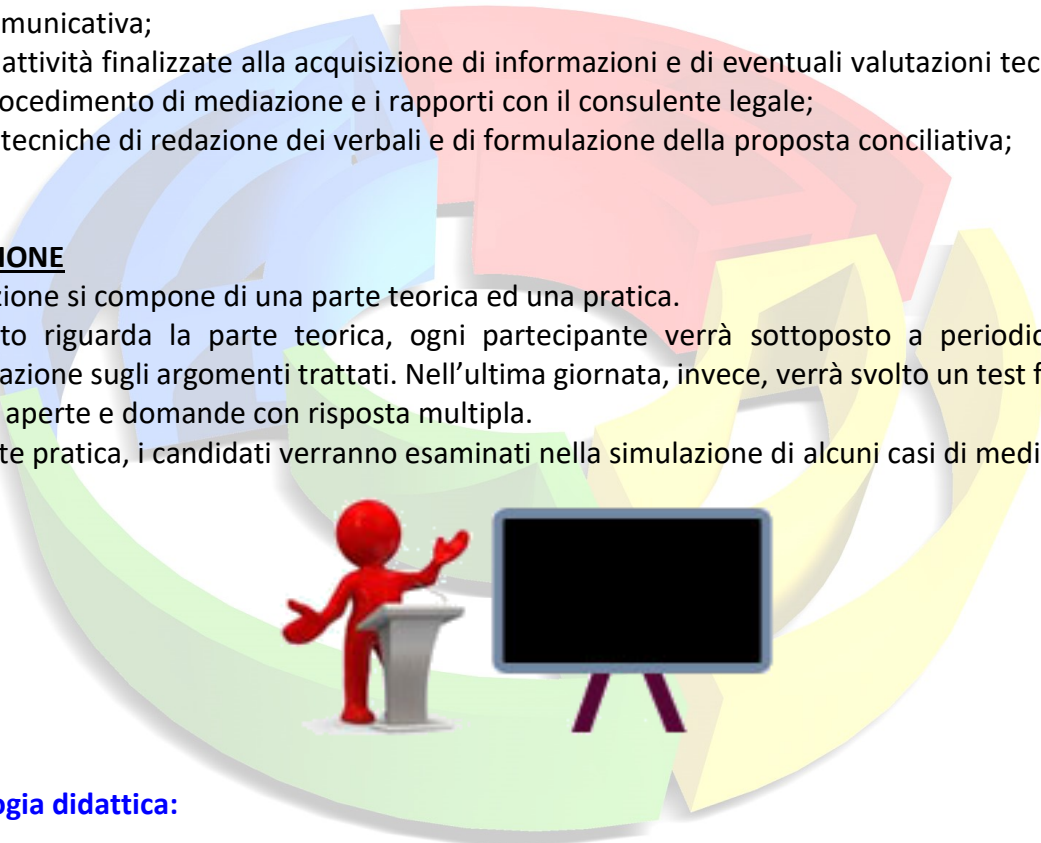 municativa;
attività finalizzate alla acquisizione di informazioni e di eventuali valutazioni tec
ocedimento di mediazione e i rapporti con il consulente legale;
tecniche di redazione dei verbali e di formulazione della proposta conciliativa;
IONE
zione si compone di una parte teorica ed una pratica.
to riguarda la parte teorica, ogni partecipante verrà sottoposto a periodic
azione sugli argomenti trattati. Nell’ultima giornata, invece, verrà svolto un test f
aperte e domande con risposta multipla.
te pratica, i candidati verranno esaminati nella simulazione di alcuni casi di medi
ogia didattica: